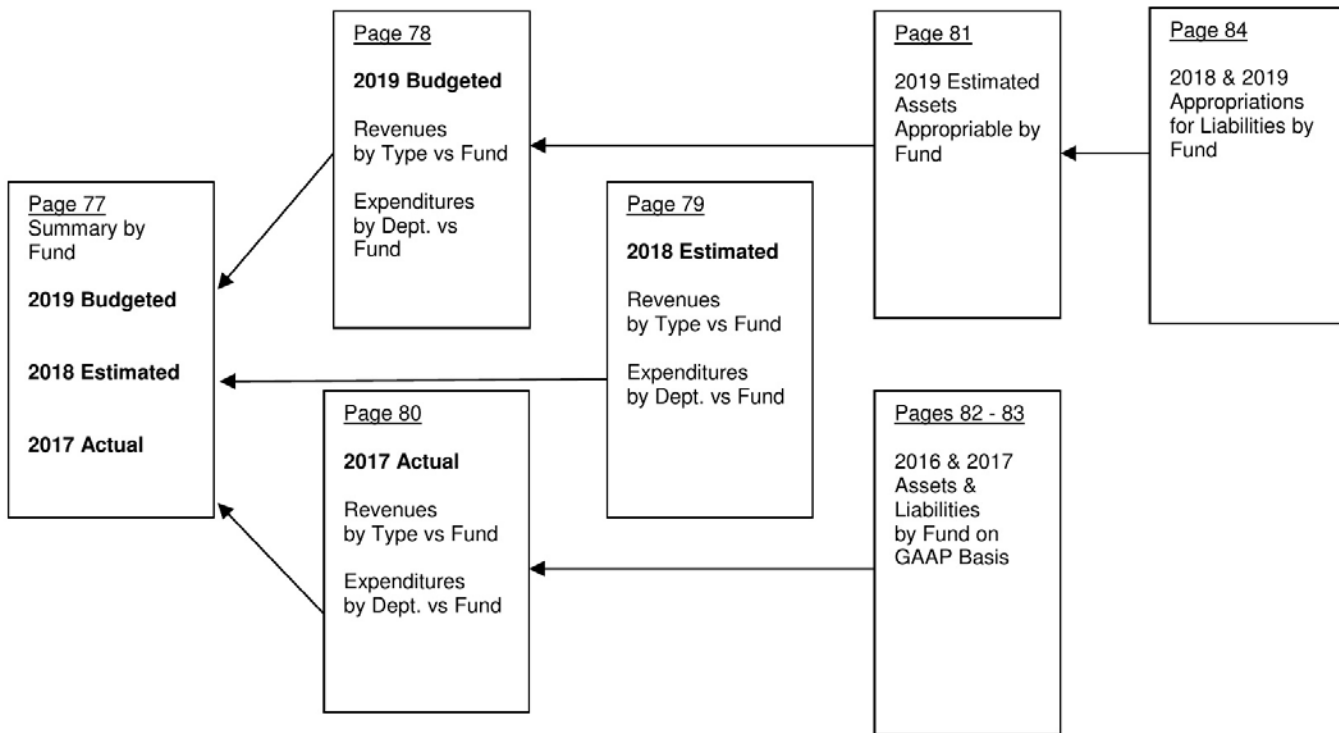 Page 77
Summary by
Fund
2019 Budgeted
2018 Estimated
2017 Actual
Page 78
2019 Budgeted
Revenues
by Type vs Fund
Expenditures
by Dept. vs
Fund
Page 80
2017 Actual
Revenues
by Type vs Fund
Expenditures
by Dept. vs Fund
Page 79
2018 Estimated
Revenues
by Type vs Fund
Expenditures
by Dept. vs Fund
Page 81
2019 Estimated
Assets
Appropriable by
Fund
Pages 82 - 83
2016 & 2017
Assets &
Liabilities
by Fund on
GAAP Basis
Page 84
2018 & 2019
Appropriations
for Liabilities by
Fund